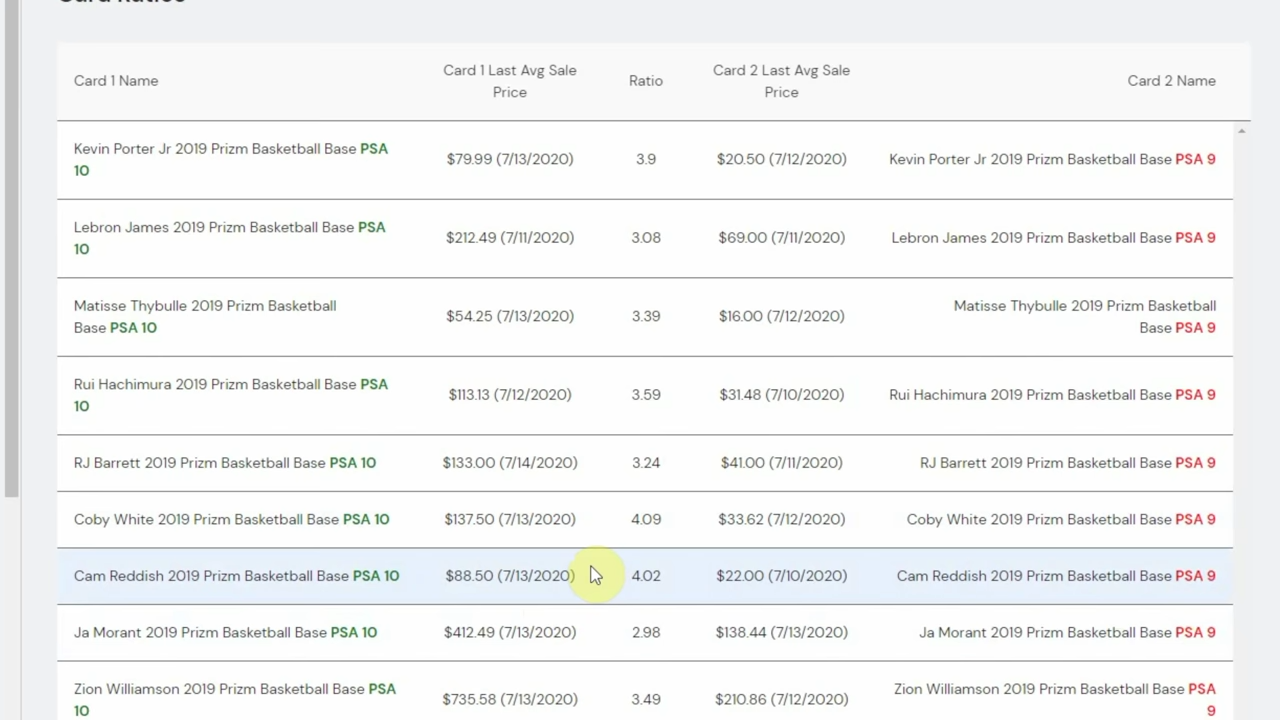 Card Ratios
Card 1 Name
Card 1 Last Avg Sale
Price
Ratio
Card 2 Last Avg Sale
Price
Card 2 Name
Kevin Porter Jr 2019 Prizm Basketball Base PSA
10
$79.99 (7/13/2020)
3.9
$20.50 (7/12/2020)
Kevin Porter Jr 2019 Prizm Basketball Base PSA 9
Lebron James 2019 Prizm Basketball Base PSA
10
$212.49 (7/11/2020)
3.08
$69.00 (7/11/2020)
Lebron James 2019 Prizm Basketball Base PSA 9
Matisse Thybulle 2019 Prizm Basketball
Base PSA 10
$54.25 (7/13/2020)
3.39
$16.00 (7/12/2020)
Matisse Thybulle 2019 Prizm Basketball
Base PSA 9
Rui Hachimura 2019 Prizm Basketball Base PSA
10
$113.13 (7/12/2020)
3.59
$31.48 (7/10/2020)
Rui Hachimura 2019 Prizm Basketball Base PSA 9
RJ Barrett 2019 Prizm Basketball Base PSA 10
$133.00 (7/14/2020)
3.24
$41.00 (7/11/2020)
RJ Barrett 2019 Prizm Basketball Base PSA 9
Coby White 2019 Prizm Basketball Base PSA 10
$137.50 (7/13/2020)
4.09
$33.62 (7/12/2020)
Coby White 2019 Prizm Basketball Base PSA 9
Cam Reddish 2019 Prizm Basketball Base PSA 10
$88.50 (7/13/2020)
4.02
$22.00 (7/10/2020)
Cam Reddish 2019 Prizm Basketball Base PSA 9
Ja Morant 2019 Prizm Basketball Base PSA 10
$412.49 (7/13/2020)
2.98
$138.44 (7/13/2020)
Ja Morant 2019 Prizm Basketball Base PSA 9
Zion Williamson 2019 Prizm Basketball Base PSA
10
$735.58 (7/13/2020)
3.49
$210.86 (7/12/2020)
Zion Williamson 2019 Prizm Basketball Base PSA
9